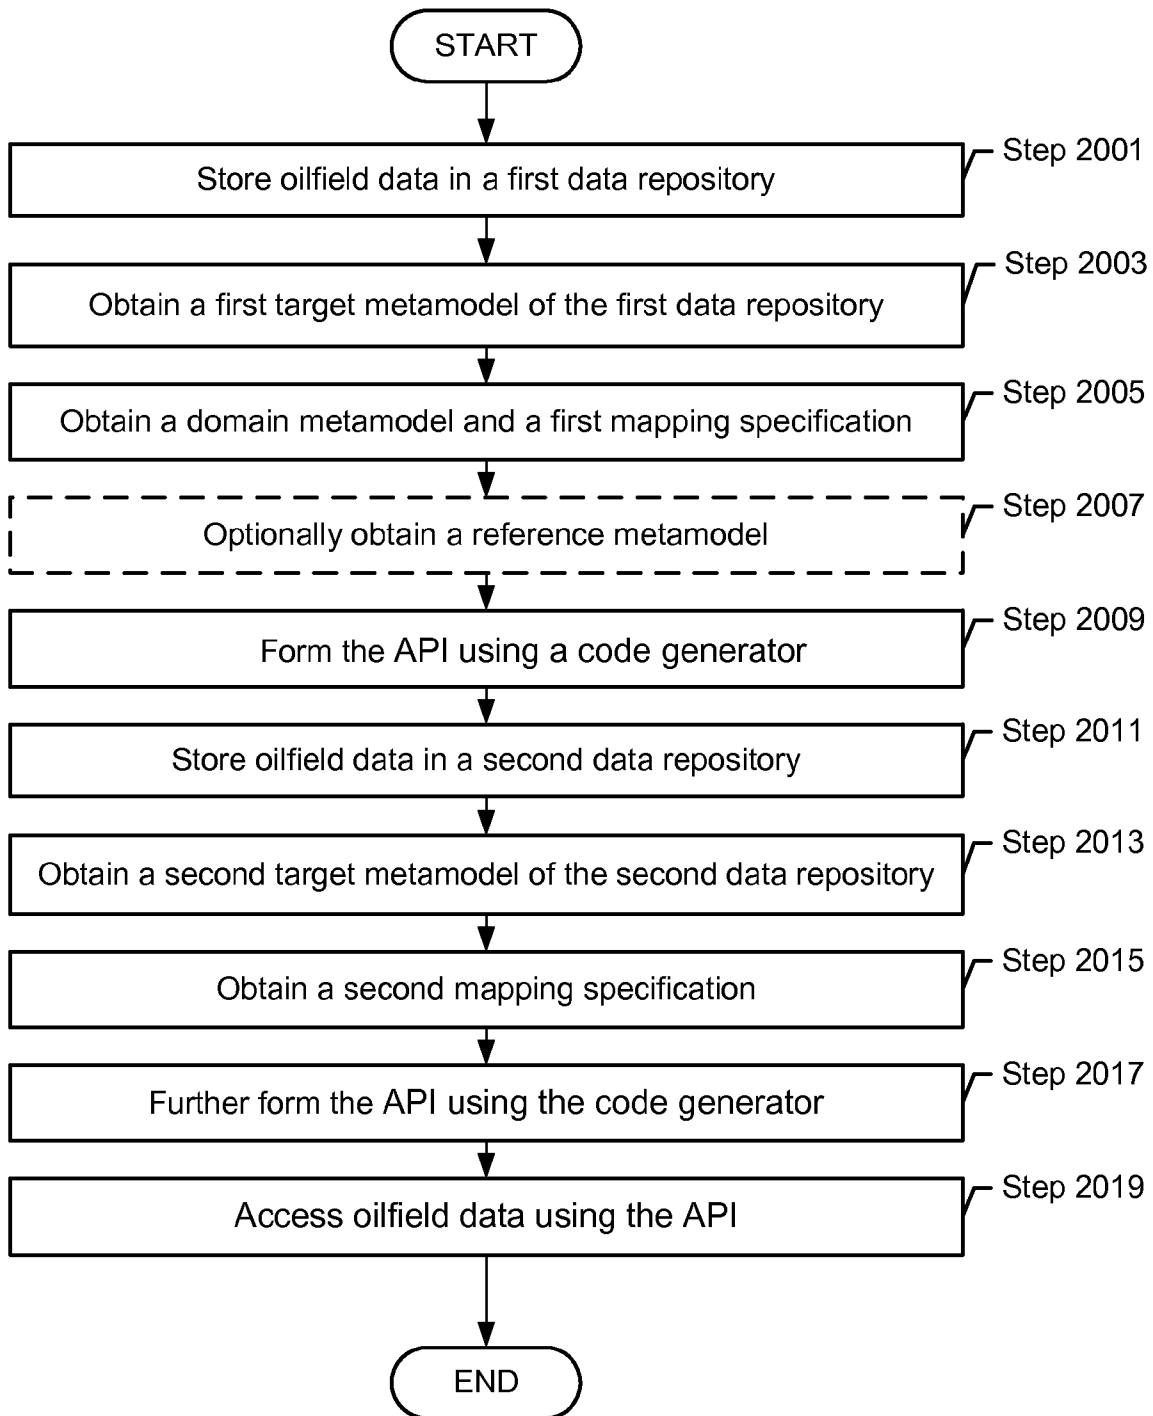 START
Step 2001
Store oilfield data in a first data repository
Step 2003
Obtain a first target metamodel of the first data repository
Step 2005
Obtain a domain metamodel and a first mapping specification
Step 2007
Optionally obtain a reference metamodel
Step 2009
Form the API using a code generator
Step 2011
Store oilfield data in a second data repository
Step 2013
Obtain a second target metamodel of the second data repository
Step 2015
Obtain a second mapping specification
Step 2017
Further form the API using the code generator
Step 2019
Access oilfield data using the API
END